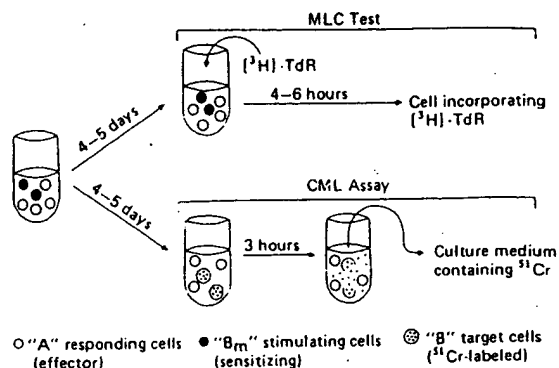 MLC Test
[³H]·TdR
4–5 days
4–6 hours
Cell incorporating
[³H]·TdR
4–5 days
CML Assay
3 hours
Culture medium
containing ⁵¹Cr
"A" responding cells
(effector)
"Bm" stimulating cells
(sensitizing)
"B" target cells
(⁵¹Cr-labeled)